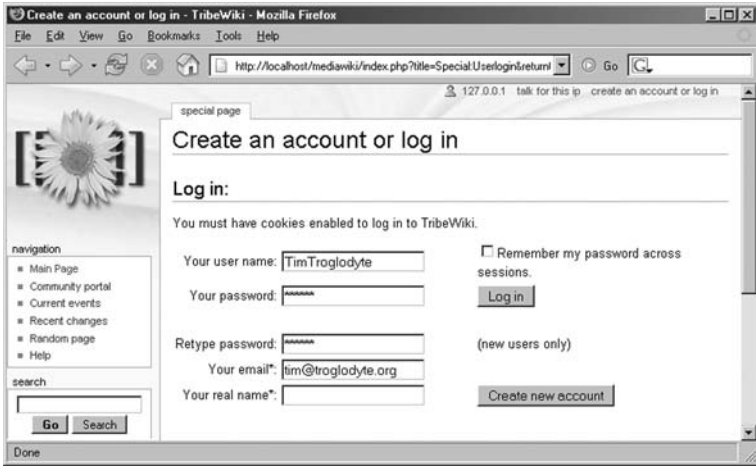 Create an account or log in - TribeWiki - Mozilla Firefox
File Edit View Go Bookmarks Tools Help
http://localhost/mediawiki/index.php?title=Special:Userlogin&return Go
127.0.0.1 talk for this ip create an account or log in
special page
Create an account or log in
Log in:
You must have cookies enabled to log in to TribeWiki.
Your user name: TimTroglodyte
Remember my password across
sessions.
Your password: ******
Log in
Retype password: ******
(new users only)
Your email*: tim@troglodyte.org
Your real name*:
Create new account
navigation
Main Page
Community portal
Current events
Recent changes
Random page
Help
search
Go Search
Done